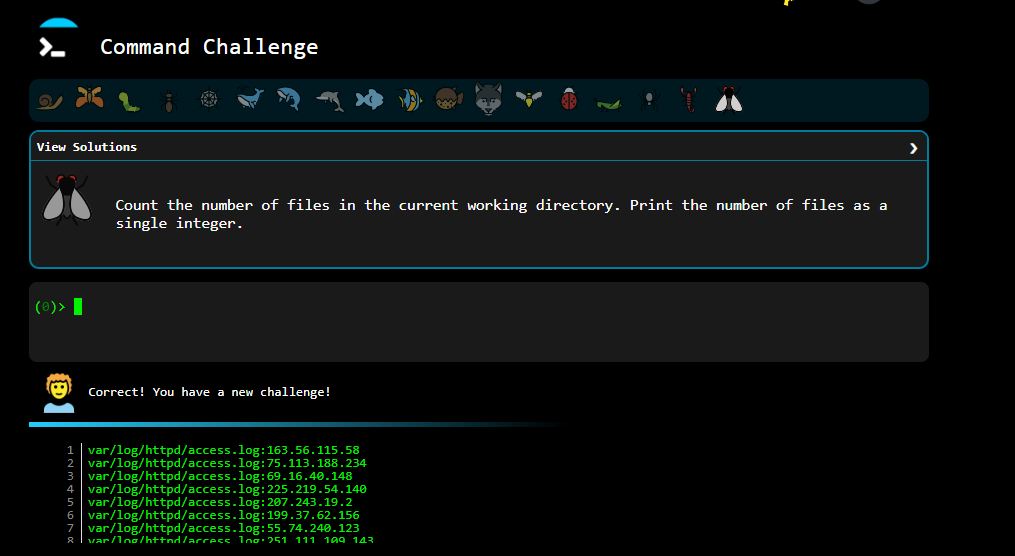 Command Challenge
View Solutions
Count the number of files in the current working directory. Print the number of files as a
single integer.
(0)>
Correct! You have a new challenge!
1 var/log/httpd/access.log:163.56.115.58
2 var/log/httpd/access.log:75.113.188.234
3 var/log/httpd/access.log:69.16.40.148
4 var/log/httpd/access.log:225.219.54.140
5 var/log/httpd/access.log:207.243.19.2
6 var/log/httpd/access.log:199.37.62.156
7 var/log/httpd/access.log:55.74.240.123
8 var/log/httpd/access.log:251.111.109.143